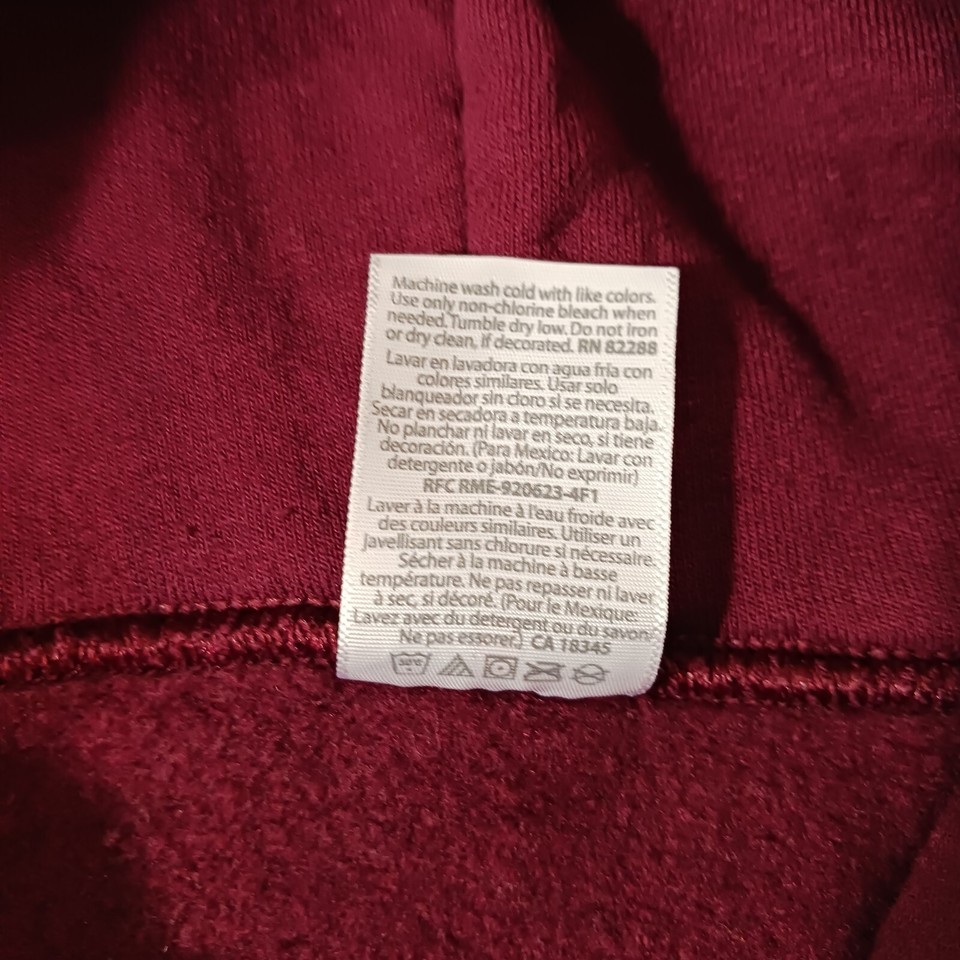 Machine wash cold with like colors.
Use only non-chlorine bleach when
needed. Tumble dry low. Do not iron
or dry clean, if decorated. RN 82288
Lavar en lavadora con agua fría con
colores similares. Usar solo
blanqueador sin cloro si se necesita.
Secar en secadora a temperatura baja.
No planchar ni lavar en seco, si tiene
decoración. (Para Mexico: Lavar con
detergente o jabón/No exprimir)
RFC RME-920623-4F1
Laver à la machine à l'eau froide avec
des couleurs similaires. Utiliser un
javellisant sans chlorure si nécessaire.
Sécher à la machine à basse
température. Ne pas repasser ni laver
à sec, si décoré. (Pour le Mexique:
Lavez avec du detergent ou du savon/
Ne pas essorer.) CA 18345
30°C